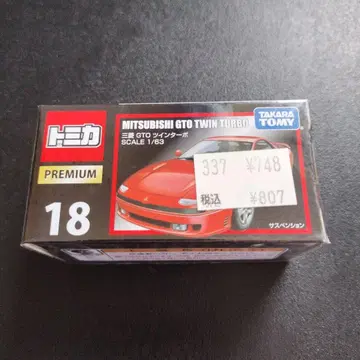 トミカ
PREMIUM
18
MITSUBISHI GTO TWIN TURBO
三菱 GTO ツインターボ
SCALE 1/63
TAKARA
TOMY
337 ¥748
税込 ¥807
サスペンション